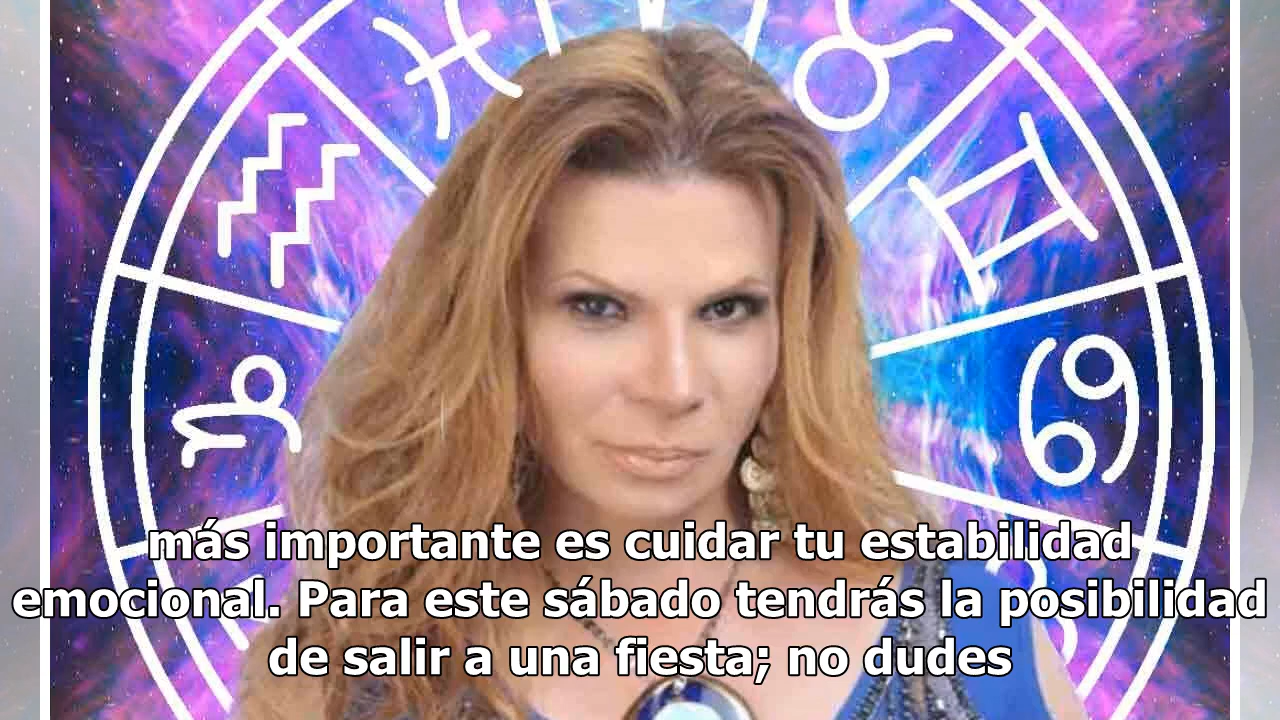 más importante es cuidar tu estabilidad
emocional. Para este sábado tendrás la posibilidad
de salir a una fiesta; no dudes